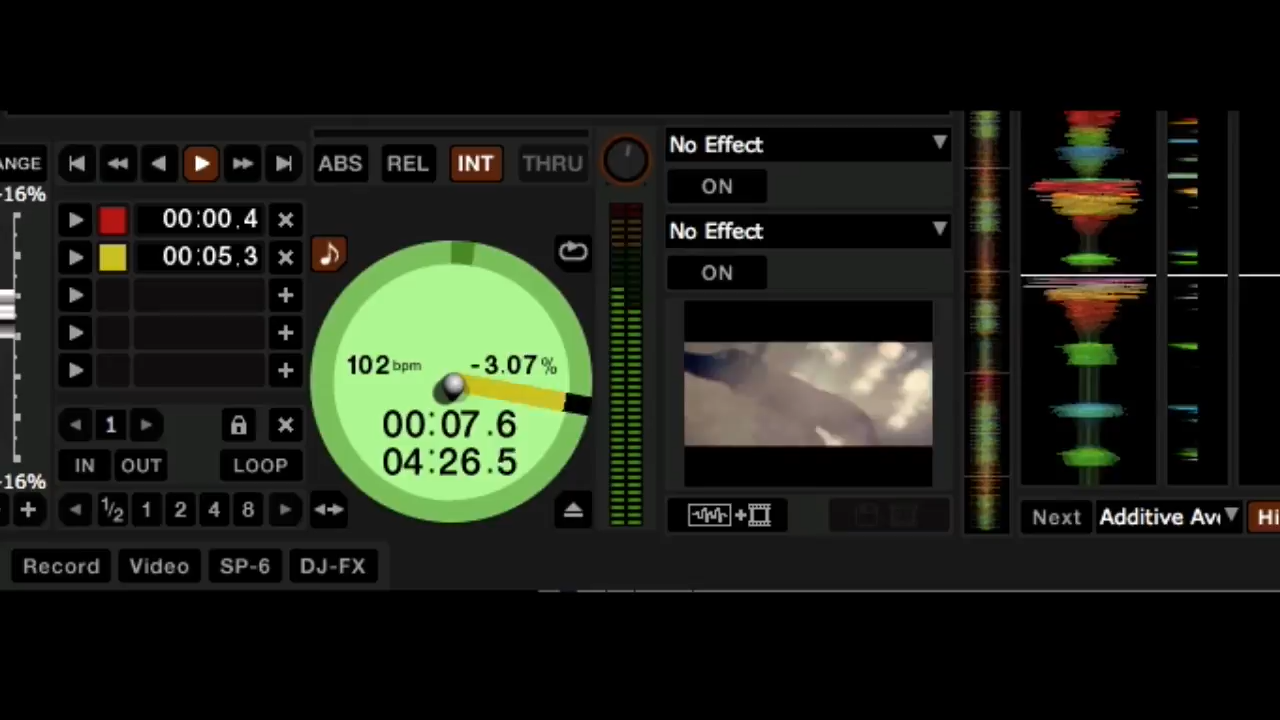 ANGE ABS REL INT THRU
-16%
00:00.4
00:05.3
102 bpm -3.07%
00:07.6
04:26.5
1
IN OUT LOOP
-16%
1/2 1 2 4 8
Record Video SP-6 DJ-FX
No Effect
ON
No Effect
ON
Next Additive Ave Hi